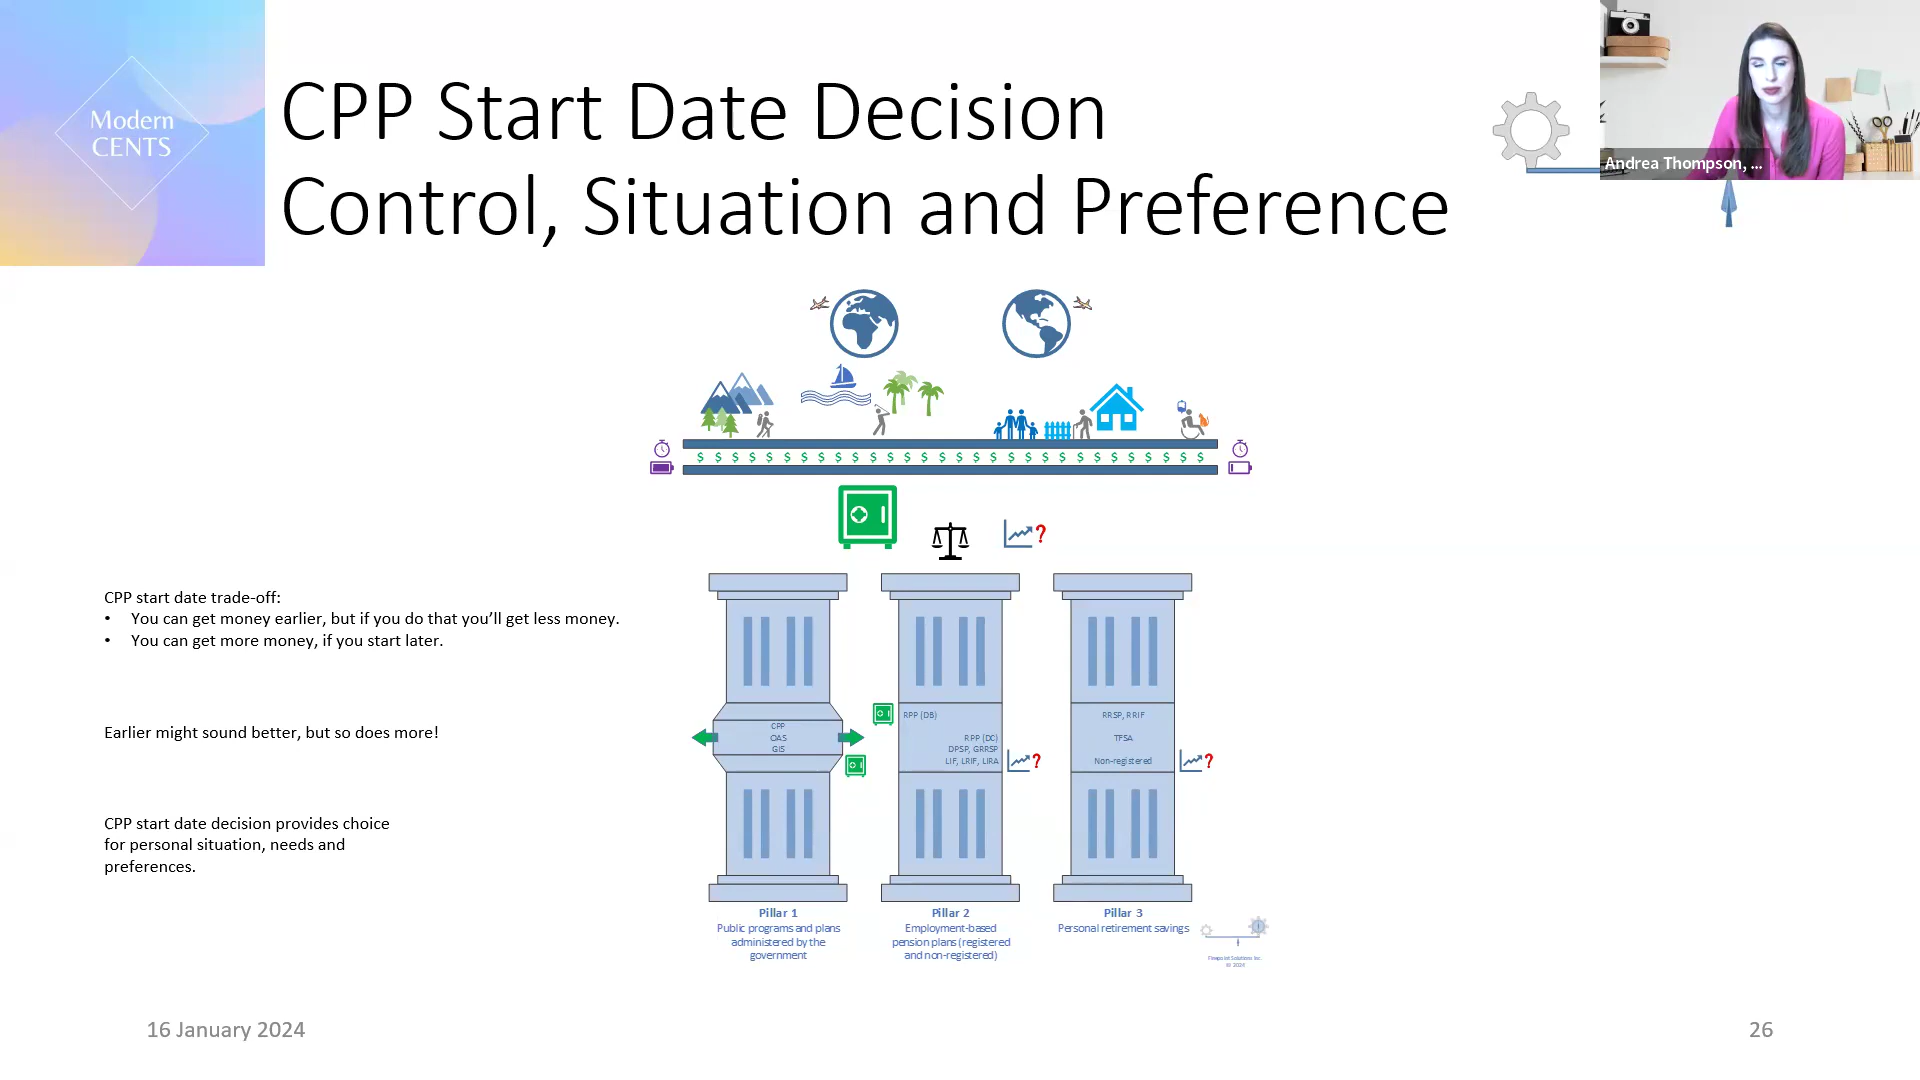 Modern
CENTS
CPP Start Date Decision
Control, Situation and Preference
Andrea Thompson, ...
$ $ $ $ $ $ $ $ $ $ $ $ $ $ $ $ $ $ $ $ $ $ $ $ $ $ $ $ $ $
?
CPP start date trade-off:
• You can get money earlier, but if you do that you’ll get less money.
• You can get more money, if you start later.
Earlier might sound better, but so does more!
CPP start date decision provides choice
for personal situation, needs and
preferences.
CPP
OAS
GIS
RPP (DB)
RPP (DC)
DPSP, GRRSP
LIF, LRIF, LIRA
?
RRSP, RRIF
TFSA
Non-registered
?
Pillar 1
Public programs and plans
administered by the
government
Pillar 2
Employment-based
pension plans (registered
and non-registered)
Pillar 3
Personal retirement savings
Finepoint Solutions Inc.
© 2024
16 January 2024
26